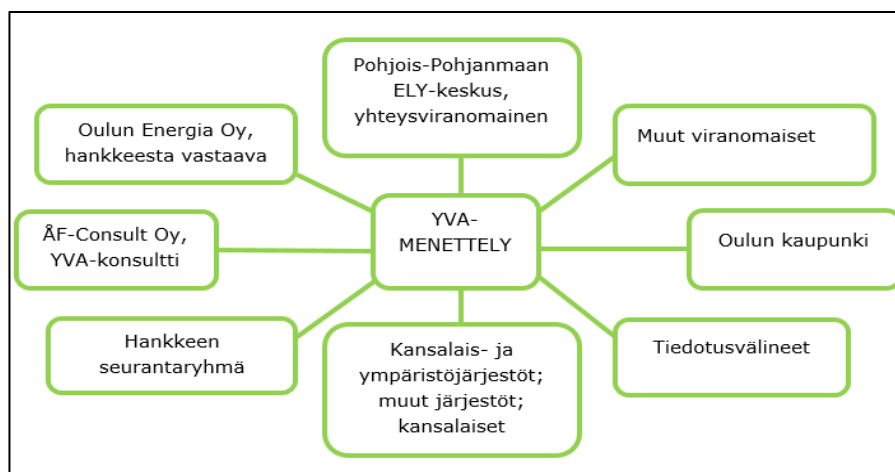 Pohjois-Pohjanmaan
ELY-keskus,
yhteysviranomainen
Oulun Energia Oy,
hankkeesta vastaava
Muut viranomaiset
YVA-
MENETTELY
ÅF-Consult Oy,
YVA-konsultti
Oulun kaupunki
Hankkeen
seurantaryhmä
Kansalais- ja
ympäristöjärjestöt;
muut järjestöt;
kansalaiset
Tiedotusvälineet